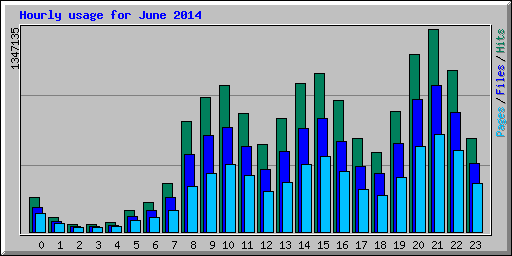 Hourly usage for June 2014
1347135
Pages/Files/Hits
0 1 2 3 4 5 6 7 8 9 10 11 12 13 14 15 16 17 18 19 20 21 22 23